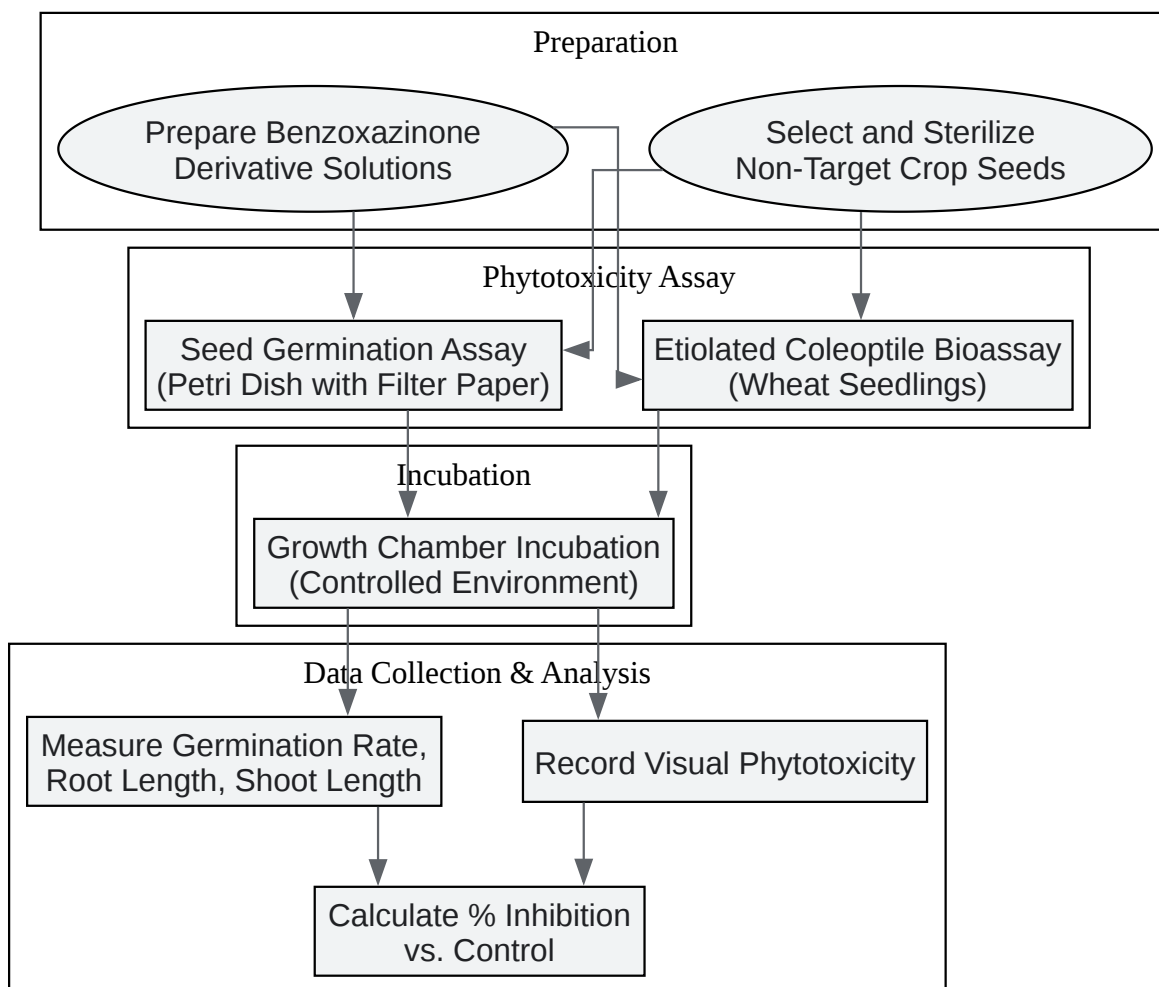 Preparation
Prepare Benzoxazinone
Derivative Solutions
Select and Sterilize
Non-Target Crop Seeds
Phytotoxicity Assay
Seed Germination Assay
(Petri Dish with Filter Paper)
Etiolated Coleoptile Bioassay
(Wheat Seedlings)
Incubation
Growth Chamber Incubation
(Controlled Environment)
Data Collection & Analysis
Measure Germination Rate,
Root Length, Shoot Length
Record Visual Phytotoxicity
Calculate % Inhibition
vs. Control